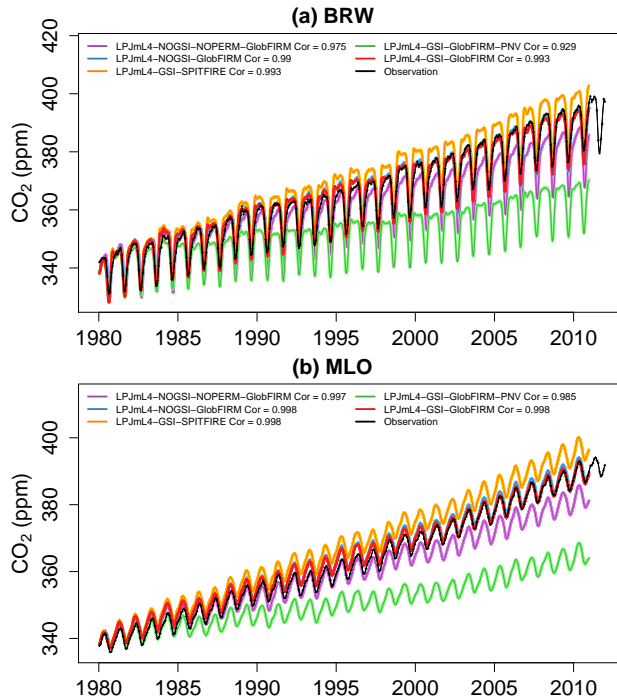 (a) BRW
LPJmL4−NOGSI−NOPERM−GlobFIRM Cor = 0.975
LPJmL4−GSI−GlobFIRM−PNV Cor = 0.929
LPJmL4−NOGSI−GlobFIRM Cor = 0.99
LPJmL4−GSI−GlobFIRM Cor = 0.993
LPJmL4−GSI−SPITFIRE Cor = 0.993
Observation
CO2 (ppm)
420
400
380
360
340
1980 1985 1990 1995 2000 2005 2010
(b) MLO
LPJmL4−NOGSI−NOPERM−GlobFIRM Cor = 0.997
LPJmL4−GSI−GlobFIRM−PNV Cor = 0.985
LPJmL4−NOGSI−GlobFIRM Cor = 0.998
LPJmL4−GSI−GlobFIRM Cor = 0.998
LPJmL4−GSI−SPITFIRE Cor = 0.998
Observation
CO2 (ppm)
400
380
360
340
1980 1985 1990 1995 2000 2005 2010